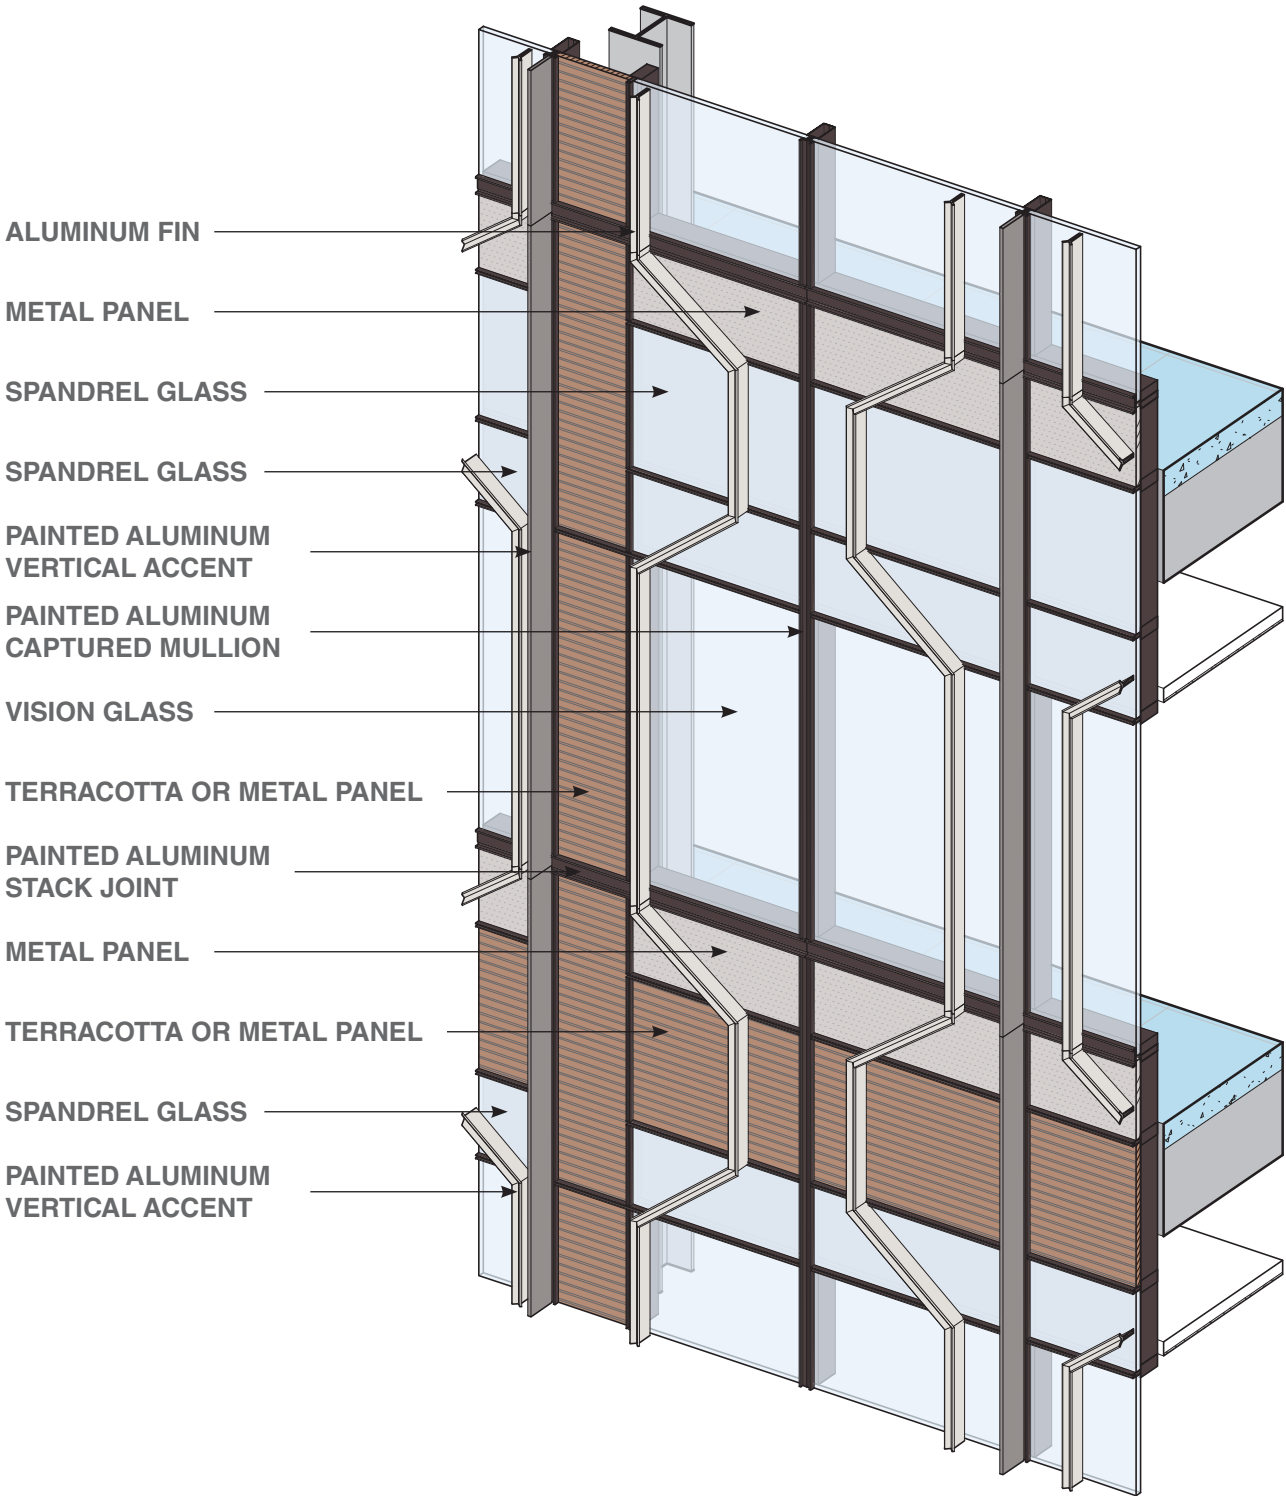 ALUMINUM FIN
METAL PANEL
SPANDREL GLASS
SPANDREL GLASS
PAINTED ALUMINUM
VERTICAL ACCENT
PAINTED ALUMINUM
CAPTURED MULLION
VISION GLASS
TERRACOTTA OR METAL PANEL
PAINTED ALUMINUM
STACK JOINT
METAL PANEL
TERRACOTTA OR METAL PANEL
SPANDREL GLASS
PAINTED ALUMINUM
VERTICAL ACCENT